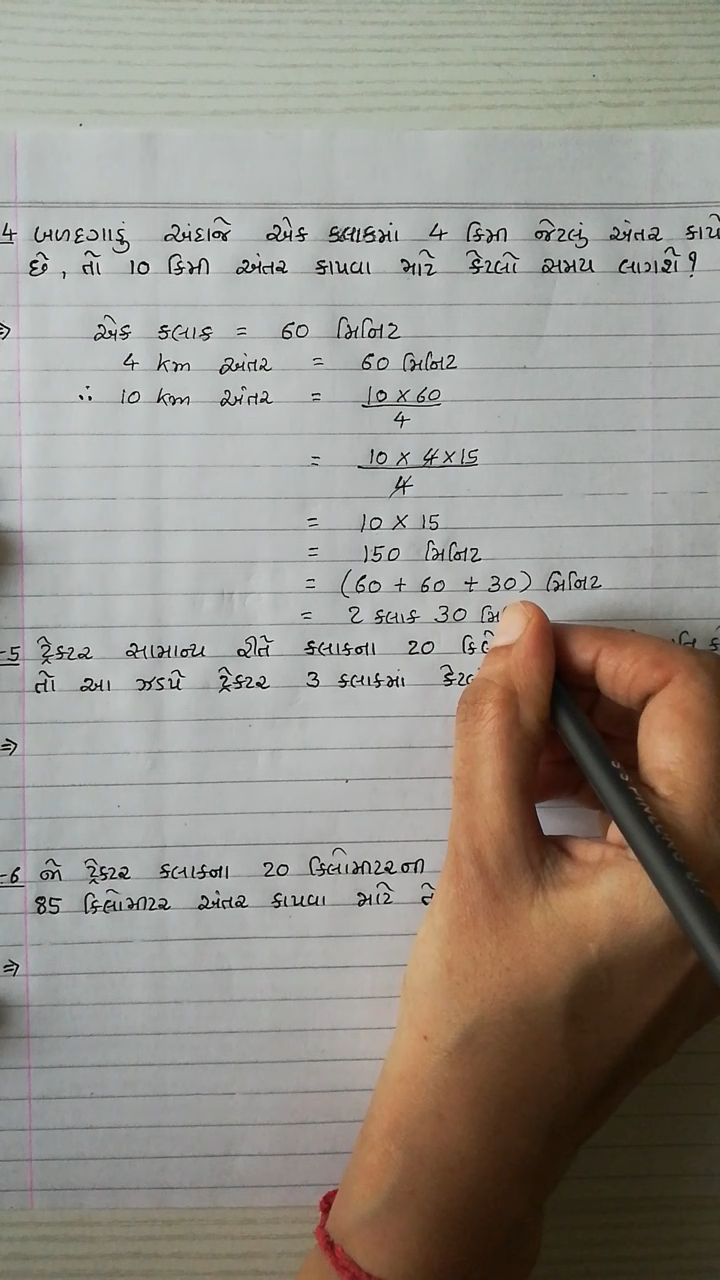 4 બળદગાડું અંદાજે એક કલાકમાં 4 કિમી જેટલું અંતર કાપે
છે, તો 10 કિમી અંતર કાપવા માટે કેટલો સમય લાગશે?
⇒ એક કલાક = 60 મિનિટ
4 km અંતર = 60 મિનિટ
∴ 10 km અંતર = 10 × 60
4
= 10 × 4 × 15
4
= 10 × 15
= 150 મિનિટ
= (60 + 60 + 30) મિનિટ
= 2 કલાક 30 મિ
-5 ટ્રેક્ટર સામાન્ય રીતે કલાકના 20
તો આ ઝડપે ટ્રેક્ટર 3 કલાકમાં
⇒
-6 જો ટ્રેક્ટર કલાકના 20 કિલોમીટરની
85 કિલોમીટર અંતર કાપવા માટે તે
⇒